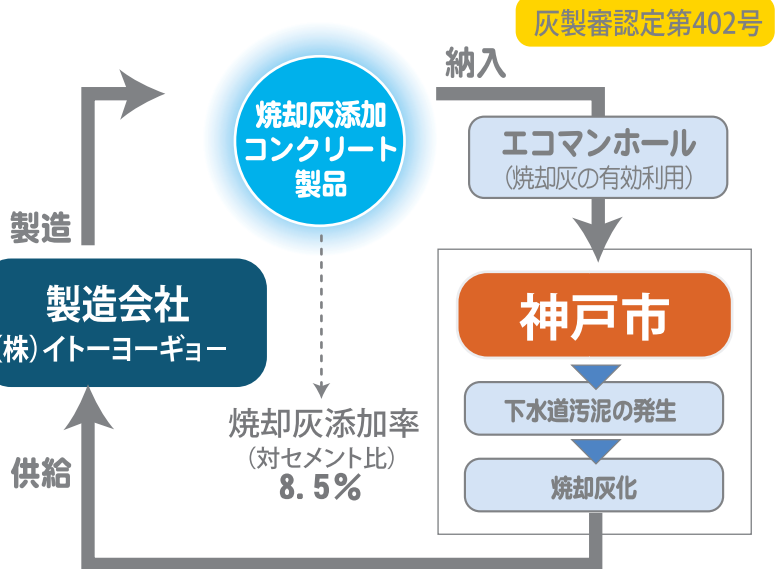 灰製審認定第402号
納入
焼却灰添加
コンクリート
製品
エコマンホール
(焼却灰の有効利用)
製造
製造会社
(株)イトーヨーギョー
神戸市
下水道汚泥の発生
焼却灰化
焼却灰添加率
(対セメント比)
8.5%
供給